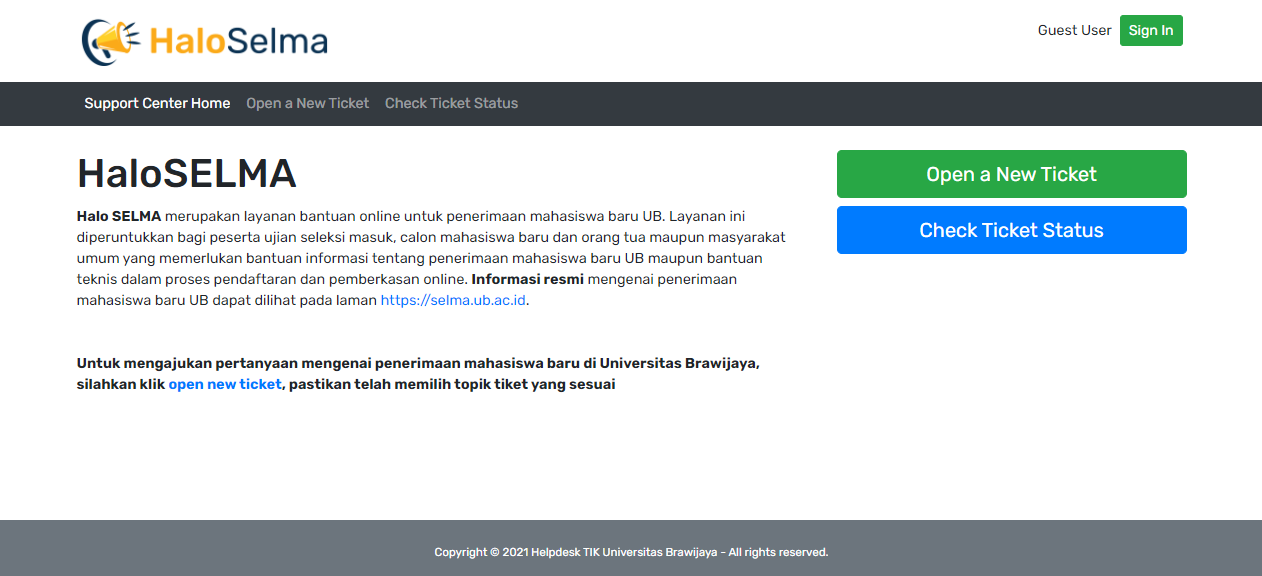 HaloSelma
Guest User Sign In
Support Center Home Open a New Ticket Check Ticket Status
HaloSELMA
Halo SELMA merupakan layanan bantuan online untuk penerimaan mahasiswa baru UB. Layanan ini
diperuntukkan bagi peserta ujian seleksi masuk, calon mahasiswa baru dan orang tua maupun masyarakat
umum yang memerlukan bantuan informasi tentang penerimaan mahasiswa baru UB maupun bantuan
teknis dalam proses pendaftaran dan pemberkasan online. Informasi resmi mengenai penerimaan
mahasiswa baru UB dapat dilihat pada laman https://selma.ub.ac.id.
Untuk mengajukan pertanyaan mengenai penerimaan mahasiswa baru di Universitas Brawijaya,
silahkan klik open new ticket, pastikan telah memilih topik tiket yang sesuai
Open a New Ticket
Check Ticket Status
Copyright © 2021 Helpdesk TIK Universitas Brawijaya - All rights reserved.